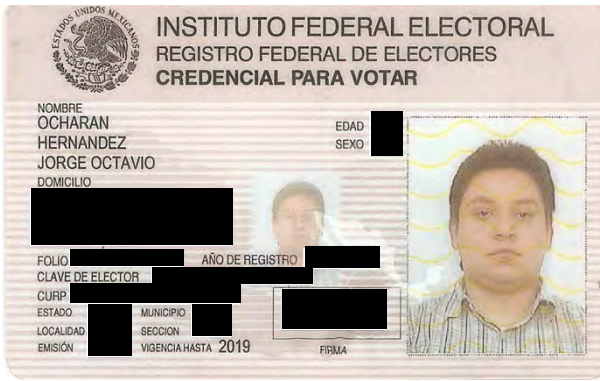 ESTADOS UNIDOS MEXICANOS
INSTITUTO FEDERAL ELECTORAL
REGISTRO FEDERAL DE ELECTORES
CREDENCIAL PARA VOTAR
NOMBRE
OCHARAN
HERNANDEZ
JORGE OCTAVIO
EDAD
SEXO
DOMICILIO
FOLIO AÑO DE REGISTRO
CLAVE DE ELECTOR
CURP
ESTADO MUNICIPIO
LOCALIDAD SECCION
EMISIÓN VIGENCIA HASTA 2019
FIRMA